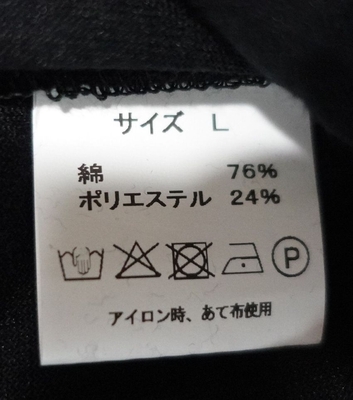 サイズ L
綿 76%
ポリエステル 24%
P
アイロン時、あて布使用